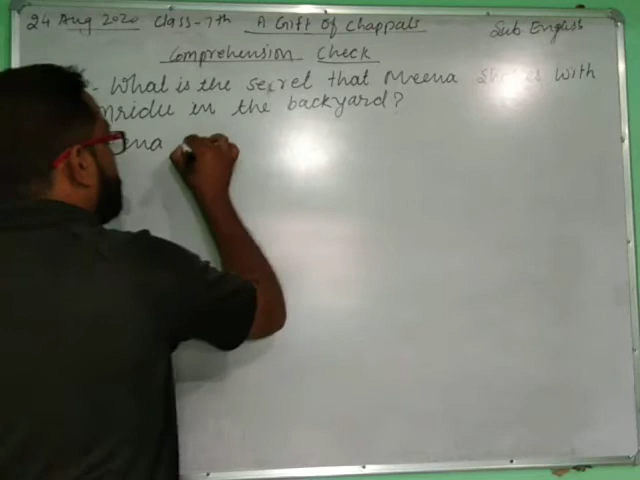 24 Aug 2020 Class-7th A Gift Of Chappals Sub English
Comprehension Check
- What is the secret that Meena with
in the backyard?